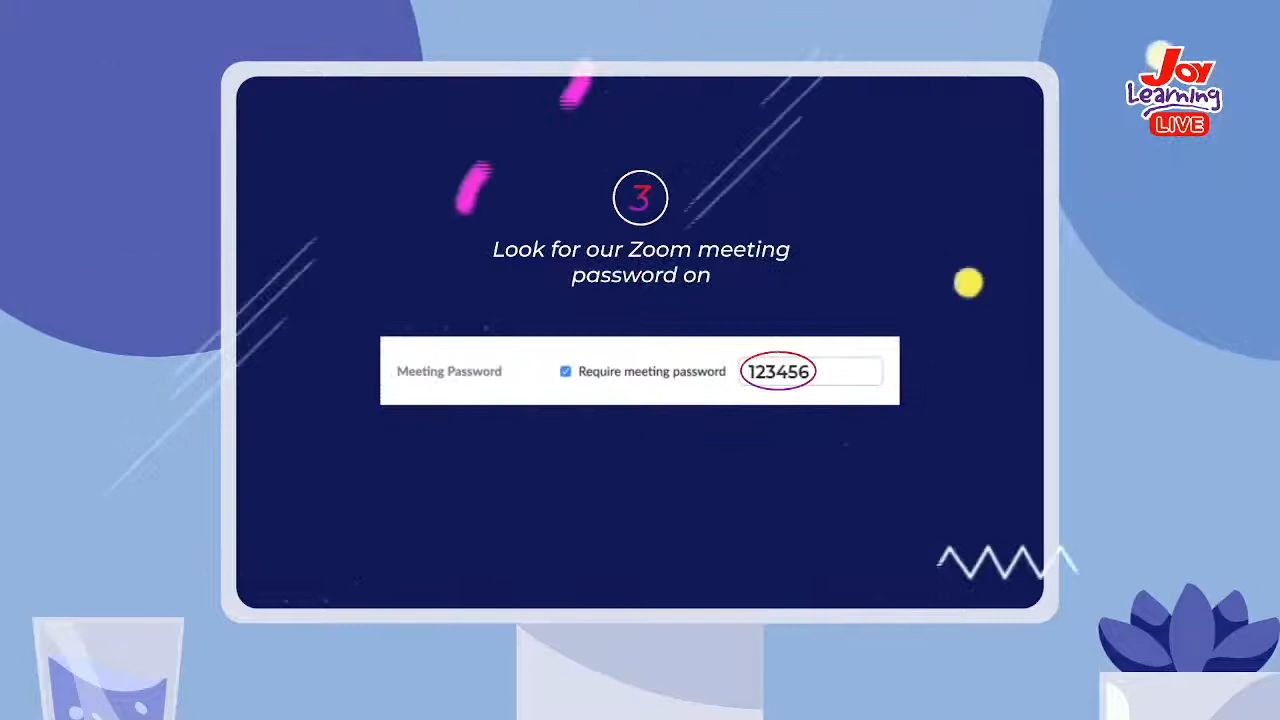 Joy
Learning
LIVE
3
Look for our Zoom meeting
password on
Meeting Password Require meeting password 123456